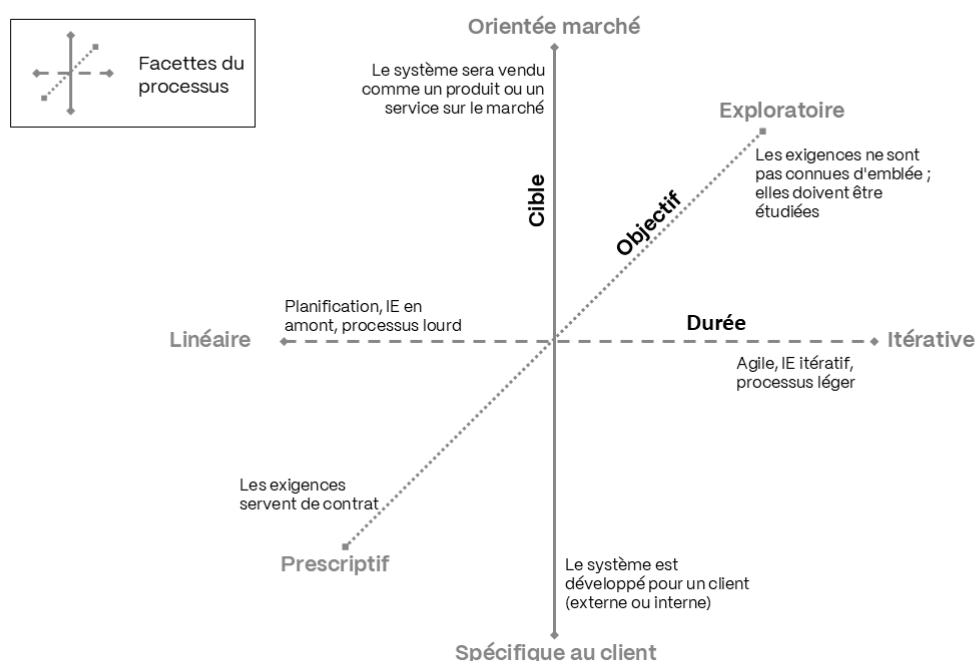 Facettes du
processus
Orientée marché
Le système sera vendu
comme un produit ou un
service sur le marché
Exploratoire
Les exigences ne sont
pas connues d'emblée ;
elles doivent être
étudiées
Cible
Objectif
Planification, IE en
amont, processus lourd
Linéaire
Durée
Itérative
Agile, IE itératif,
processus léger
Les exigences
servent de contrat
Prescriptif
Le système est
développé pour un client
(externe ou interne)
Spécifique au client